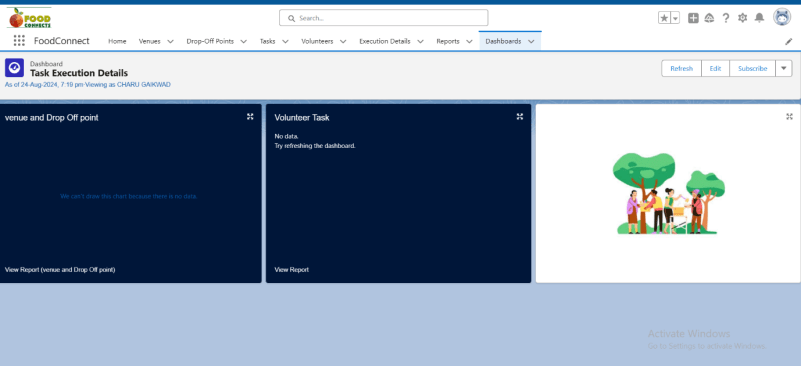 FOOD
CONNECTS
Search...
FoodConnect
Home
Venues
Drop-Off Points
Tasks
Volunteers
Execution Details
Reports
Dashboards
Dashboard
Task Execution Details
As of 24-Aug-2024, 7:19 pm·Viewing as CHARU GAIKWAD
Refresh
Edit
Subscribe
venue and Drop Off point
We can't draw this chart because there is no data.
View Report (venue and Drop Off point)
Volunteer Task
No data.
Try refreshing the dashboard.
View Report
Activate Windows
Go to Settings to activate Windows.